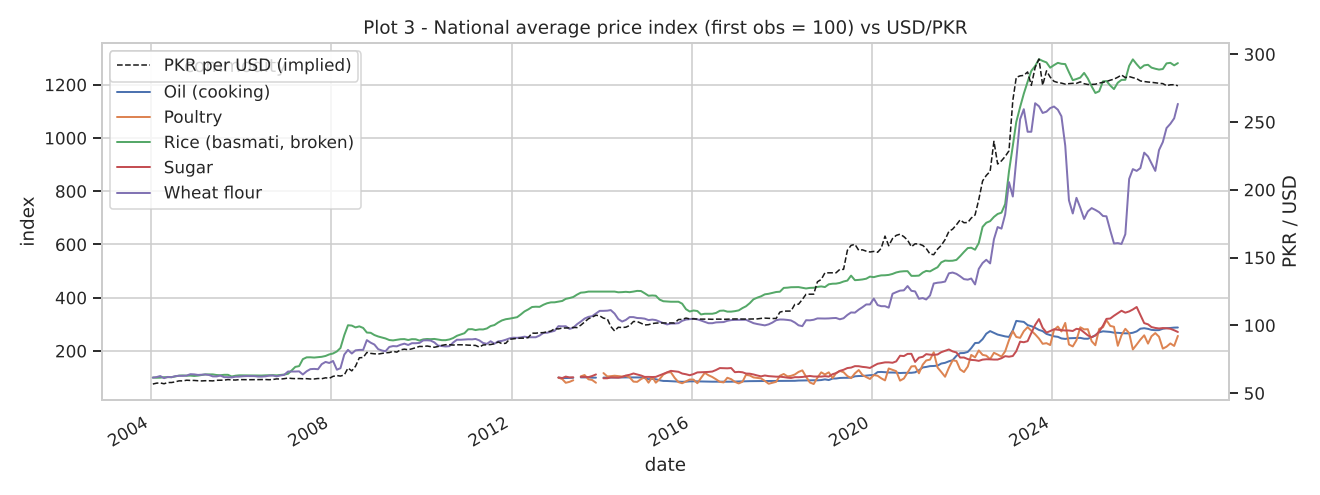 Plot 3 - National average price index (first obs = 100) vs USD/PKR
PKR per USD (implied)
Oil (cooking)
Poultry
Rice (basmati, broken)
Sugar
Wheat flour
index
1200
1000
800
600
400
200
300
250
200
150
100
50
PKR / USD
2004
2008
2012
2016
2020
2024
date